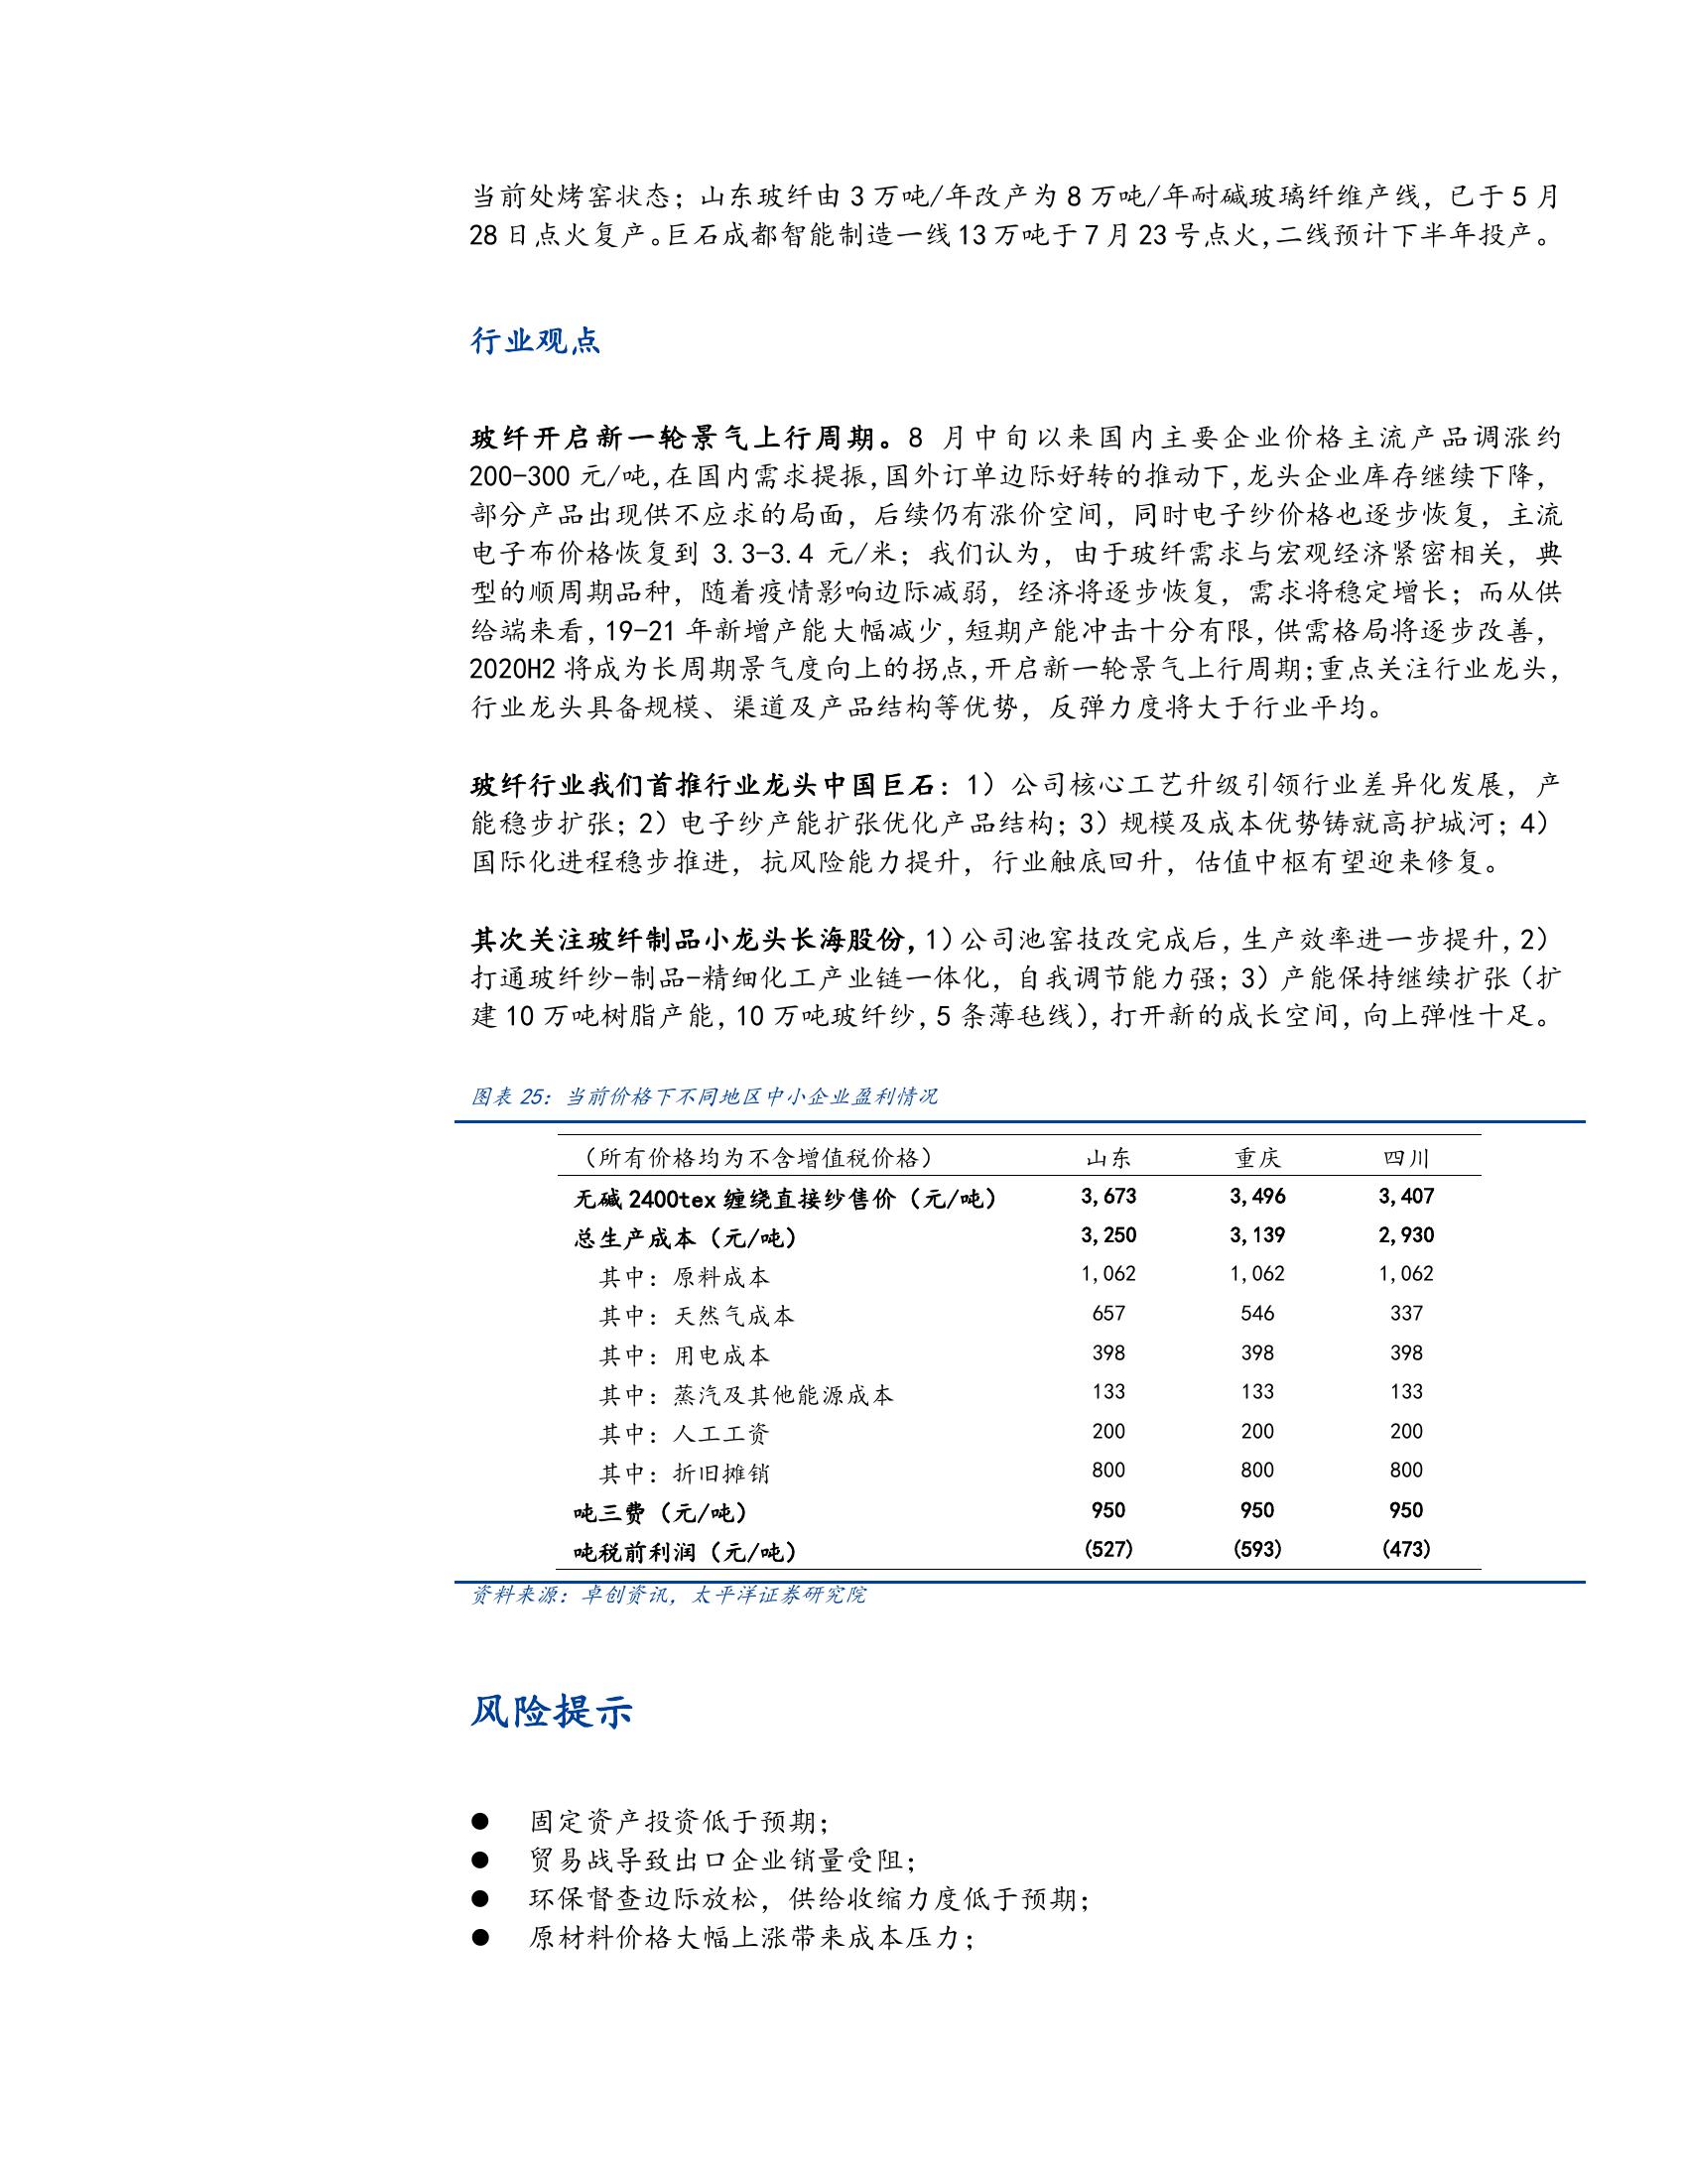 当前处烤窑状态；山东玻纤由 3 万吨/年改产为 8 万吨/年耐碱玻璃纤维产线，已于 5 月
28 日点火复产。巨石成都智能制造一线 13 万吨于 7 月 23 号点火，二线预计下半年投产。
行业观点
玻纤开启新一轮景气上行周期。8 月中旬以来国内主要企业价格主流产品调涨约
200-300 元/吨，在国内需求提振，国外订单边际好转的推动下，龙头企业库存继续下降，
部分产品出现供不应求的局面，后续仍有涨价空间，同时电子纱价格也逐步恢复，主流
电子布价格恢复到 3.3-3.4 元/米；我们认为，由于玻纤需求与宏观经济紧密相关，典
型的顺周期品种，随着疫情影响边际减弱，经济将逐步恢复，需求将稳定增长；而从供
给端来看，19-21 年新增产能大幅减少，短期产能冲击十分有限，供需格局将逐步改善，
2020H2 将成为长周期景气度向上的拐点，开启新一轮景气上行周期；重点关注行业龙头，
行业龙头具备规模、渠道及产品结构等优势，反弹力度将大于行业平均。
玻纤行业我们首推行业龙头中国巨石：1）公司核心工艺升级引领行业差异化发展，产
能稳步扩张；2）电子纱产能扩张优化产品结构；3）规模及成本优势铸就高护城河；4）
国际化进程稳步推进，抗风险能力提升，行业触底回升，估值中枢有望迎来修复。
其次关注玻纤制品小龙头长海股份，1）公司池窑技改完成后，生产效率进一步提升，2）
打通玻纤纱-制品-精细化工产业链一体化，自我调节能力强；3）产能保持继续扩张（扩
建 10 万吨树脂产能，10 万吨玻纤纱，5 条薄毡线），打开新的成长空间，向上弹性十足。
图表 25：当前价格下不同地区中小企业盈利情况
（所有价格均为不含增值税价格） 山东 重庆 四川
无碱 2400tex 缠绕直接纱售价（元/吨） 3,673 3,496 3,407
总生产成本（元/吨） 3,250 3,139 2,930
其中：原料成本 1,062 1,062 1,062
其中：天然气成本 657 546 337
其中：用电成本 398 398 398
其中：蒸汽及其他能源成本 133 133 133
其中：人工工资 200 200 200
其中：折旧摊销 800 800 800
吨三费（元/吨） 950 950 950
吨税前利润（元/吨） (527) (593) (473)
资料来源：卓创资讯，太平洋证券研究院
风险提示
● 固定资产投资低于预期；
● 贸易战导致出口企业销量受阻；
● 环保督查边际放松，供给收缩力度低于预期；
● 原材料价格大幅上涨带来成本压力；